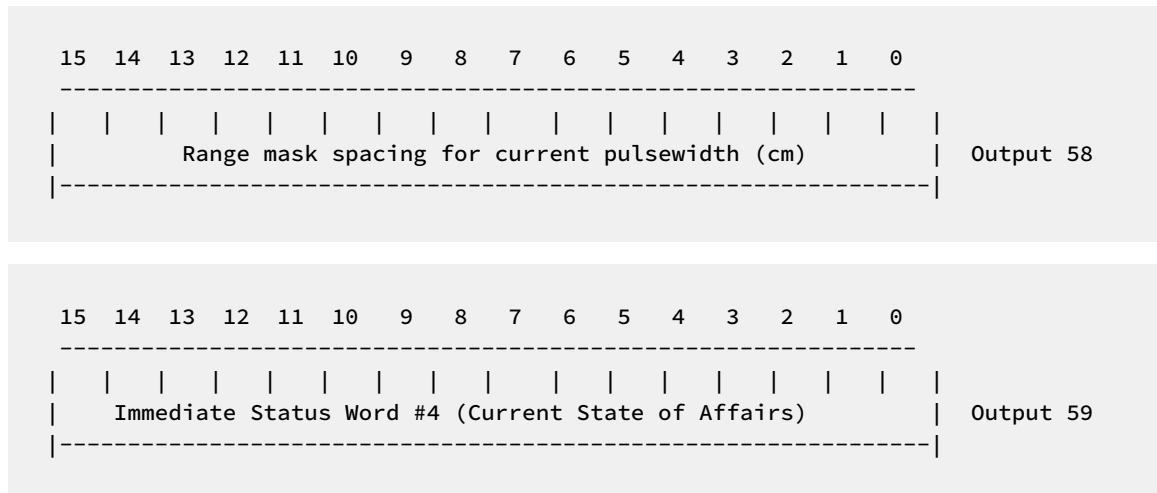 15  14  13  12  11  10   9   8   7   6   5   4   3   2   1   0
---------------------------------------------------------------
|   |   |   |   |   |   |   |   |    |   |   |   |   |   |   |   |
|         Range mask spacing for current pulsewidth (cm)         |  Output 58
|----------------------------------------------------------------|
15  14  13  12  11  10   9   8   7   6   5   4   3   2   1   0
---------------------------------------------------------------
|   |   |   |   |   |   |   |   |    |   |   |   |   |   |   |   |
|    Immediate Status Word #4 (Current State of Affairs)         |  Output 59
|----------------------------------------------------------------|